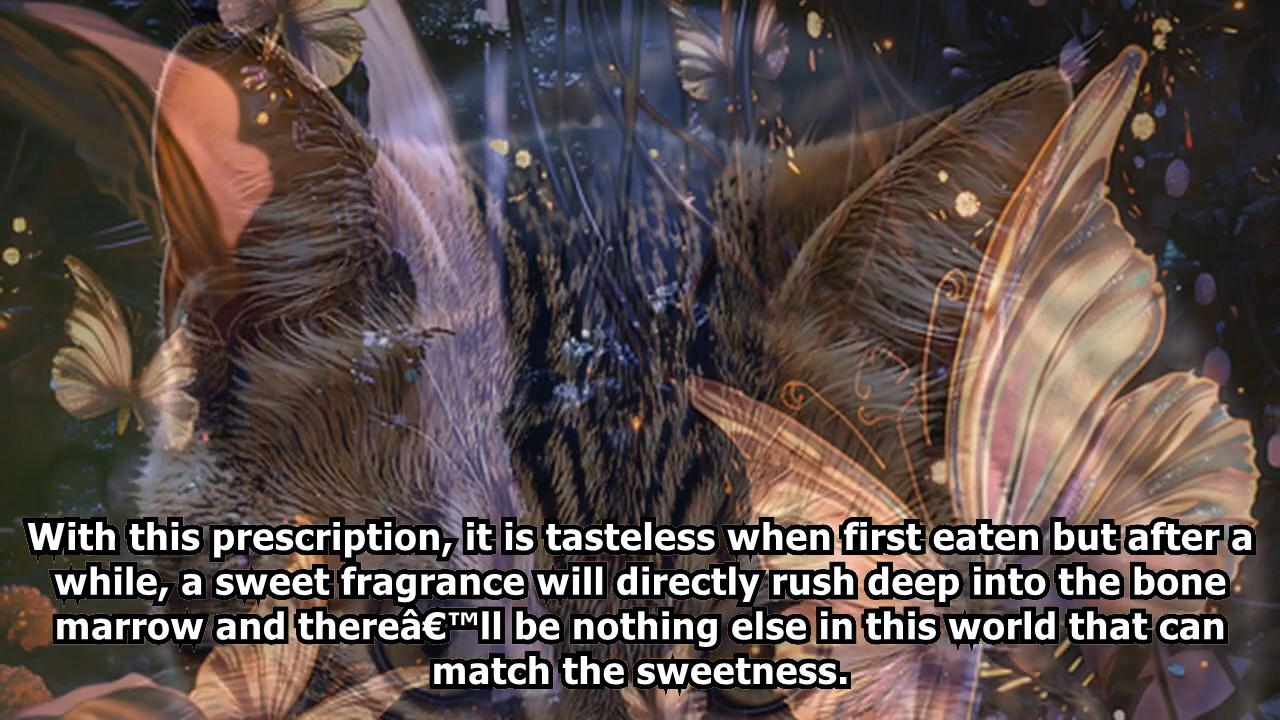 With this prescription, it is tasteless when first eaten but after a
while, a sweet fragrance will directly rush deep into the bone
marrow and thereâ€™ll be nothing else in this world that can
match the sweetness.